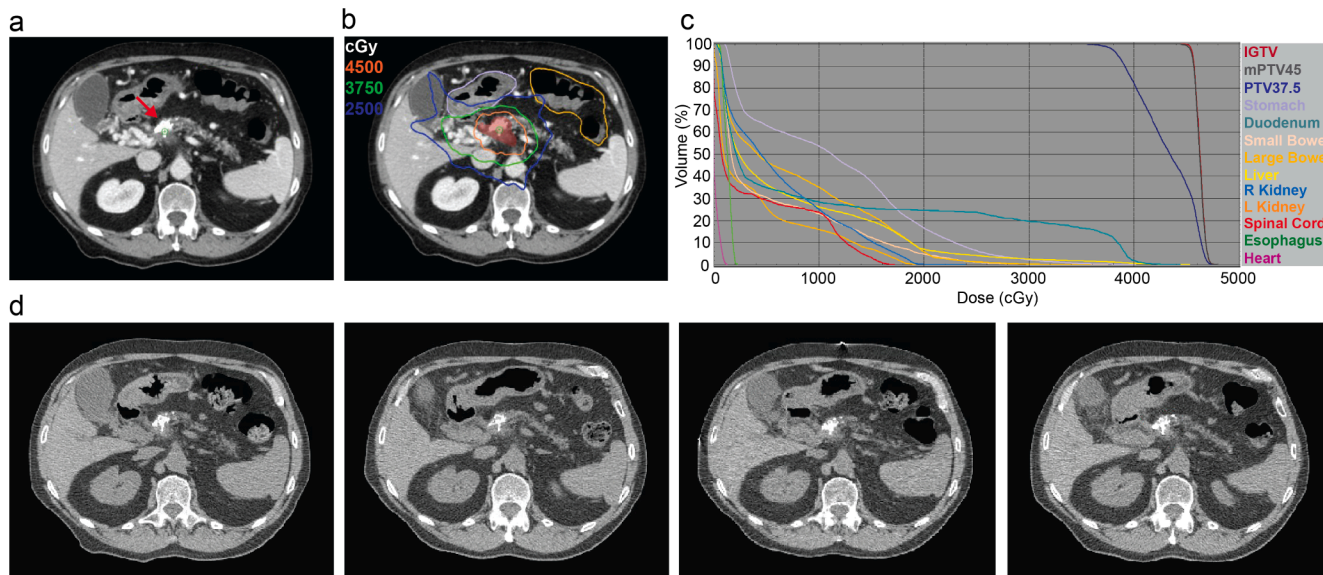 a
b
cGy
4500
3750
2500
c
100
90
80
70
60
50
40
30
20
10
0
Volume (%)
0
1000
2000
3000
4000
5000
Dose (cGy)
IGTV
mPTV45
PTV37.5
Stomach
Duodenum
Small Bowe
Large Bowe
Liver
R Kidney
L Kidney
Spinal Cord
Esophagus
Heart
d